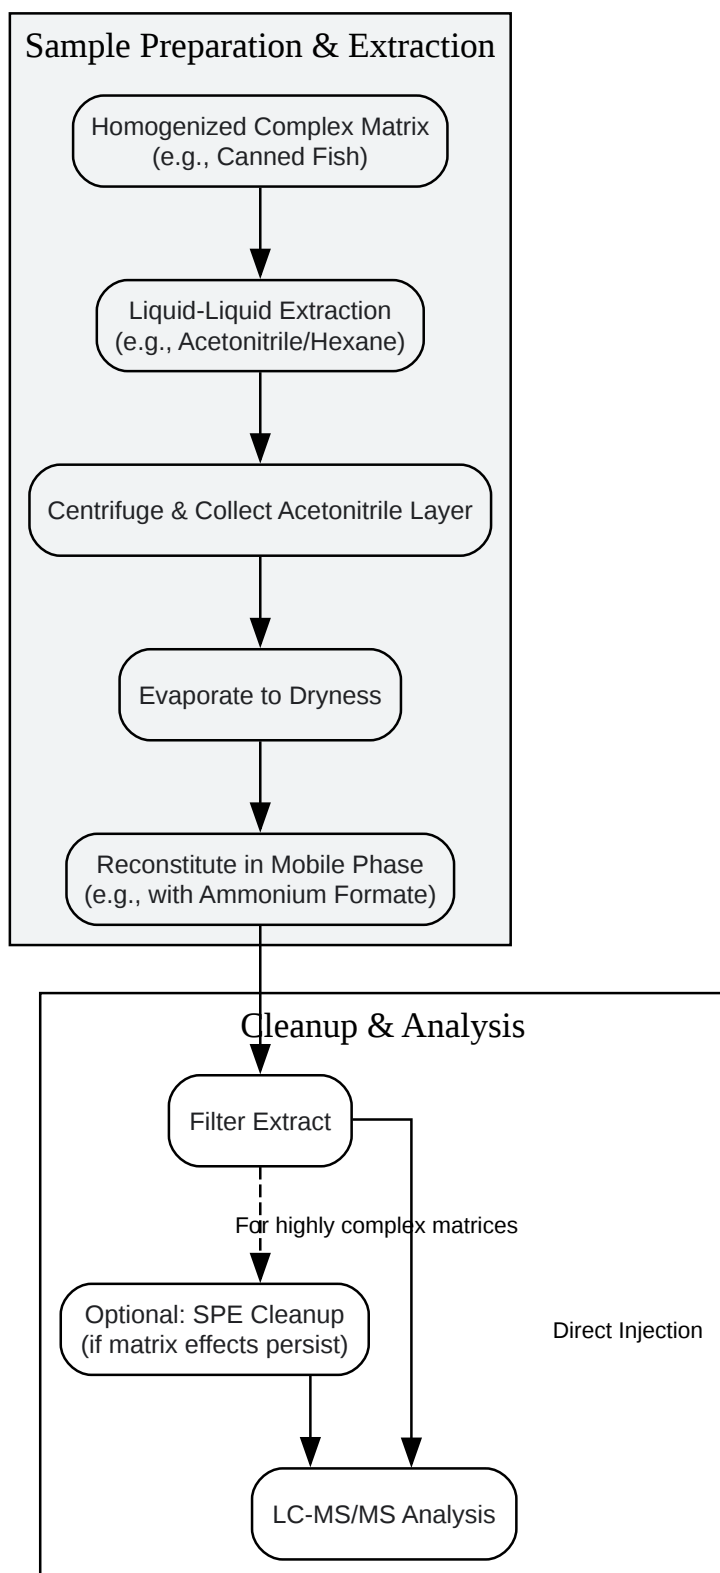 Sample Preparation & Extraction
Homogenized Complex Matrix
(e.g., Canned Fish)
Liquid-Liquid Extraction
(e.g., Acetonitrile/Hexane)
Centrifuge & Collect Acetonitrile Layer
Evaporate to Dryness
Reconstitute in Mobile Phase
(e.g., with Ammonium Formate)
Cleanup & Analysis
Filter Extract
For highly complex matrices
Optional: SPE Cleanup
(if matrix effects persist)
Direct Injection
LC-MS/MS Analysis